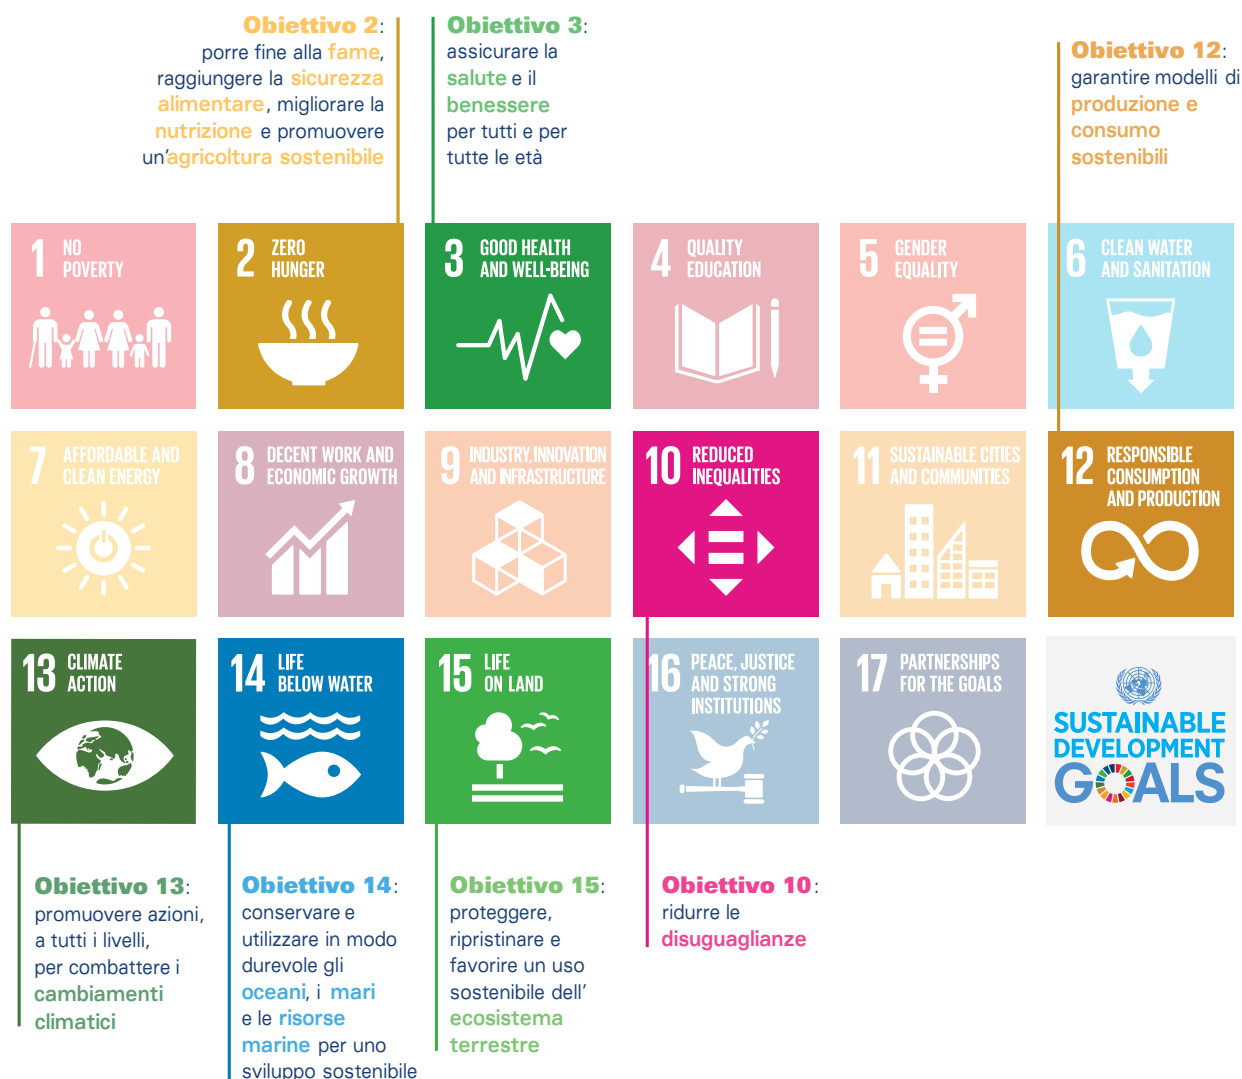 Obiettivo 2:
porre fine alla fame,
raggiungere la sicurezza
alimentare, migliorare la
nutrizione e promuovere
un'agricoltura sostenibile
Obiettivo 3:
assicurare la
salute e il
benessere
per tutti e per
tutte le età
Obiettivo 12:
garantire modelli di
produzione e
consumo
sostenibili
1 NO
POVERTY
2 ZERO
HUNGER
3 GOOD HEALTH
AND WELL-BEING
4 QUALITY
EDUCATION
5 GENDER
EQUALITY
6 CLEAN WATER
AND SANITATION
7 AFFORDABLE AND
CLEAN ENERGY
8 DECENT WORK AND
ECONOMIC GROWTH
9 INDUSTRY, INNOVATION
AND INFRASTRUCTURE
10 REDUCED
INEQUALITIES
11 SUSTAINABLE CITIES
AND COMMUNITIES
12 RESPONSIBLE
CONSUMPTION
AND PRODUCTION
13 CLIMATE
ACTION
14 LIFE
BELOW WATER
15 LIFE
ON LAND
16 PEACE, JUSTICE
AND STRONG
INSTITUTIONS
17 PARTNERSHIPS
FOR THE GOALS
SUSTAINABLE
DEVELOPMENT
GOALS
Obiettivo 13:
promuovere azioni,
a tutti i livelli,
per combattere i
cambiamenti
climatici
Obiettivo 14:
conservare e
utilizzare in modo
durevole gli
oceani, i mari
e le risorse
marine per uno
sviluppo sostenibile
Obiettivo 15:
proteggere,
ripristinare e
favorire un uso
sostenibile dell'
ecosistema
terrestre
Obiettivo 10:
ridurre le
disuguaglianze